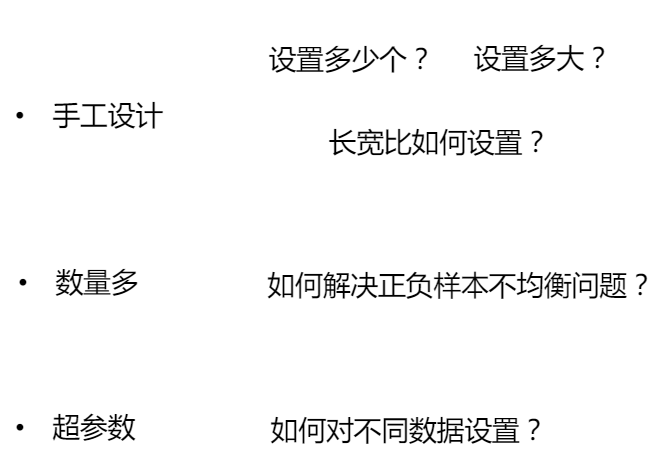 设置多少个？ 设置多大？
• 手工设计
长宽比如何设置？
• 数量多 如何解决正负样本不均衡问题？
• 超参数 如何对不同数据设置？